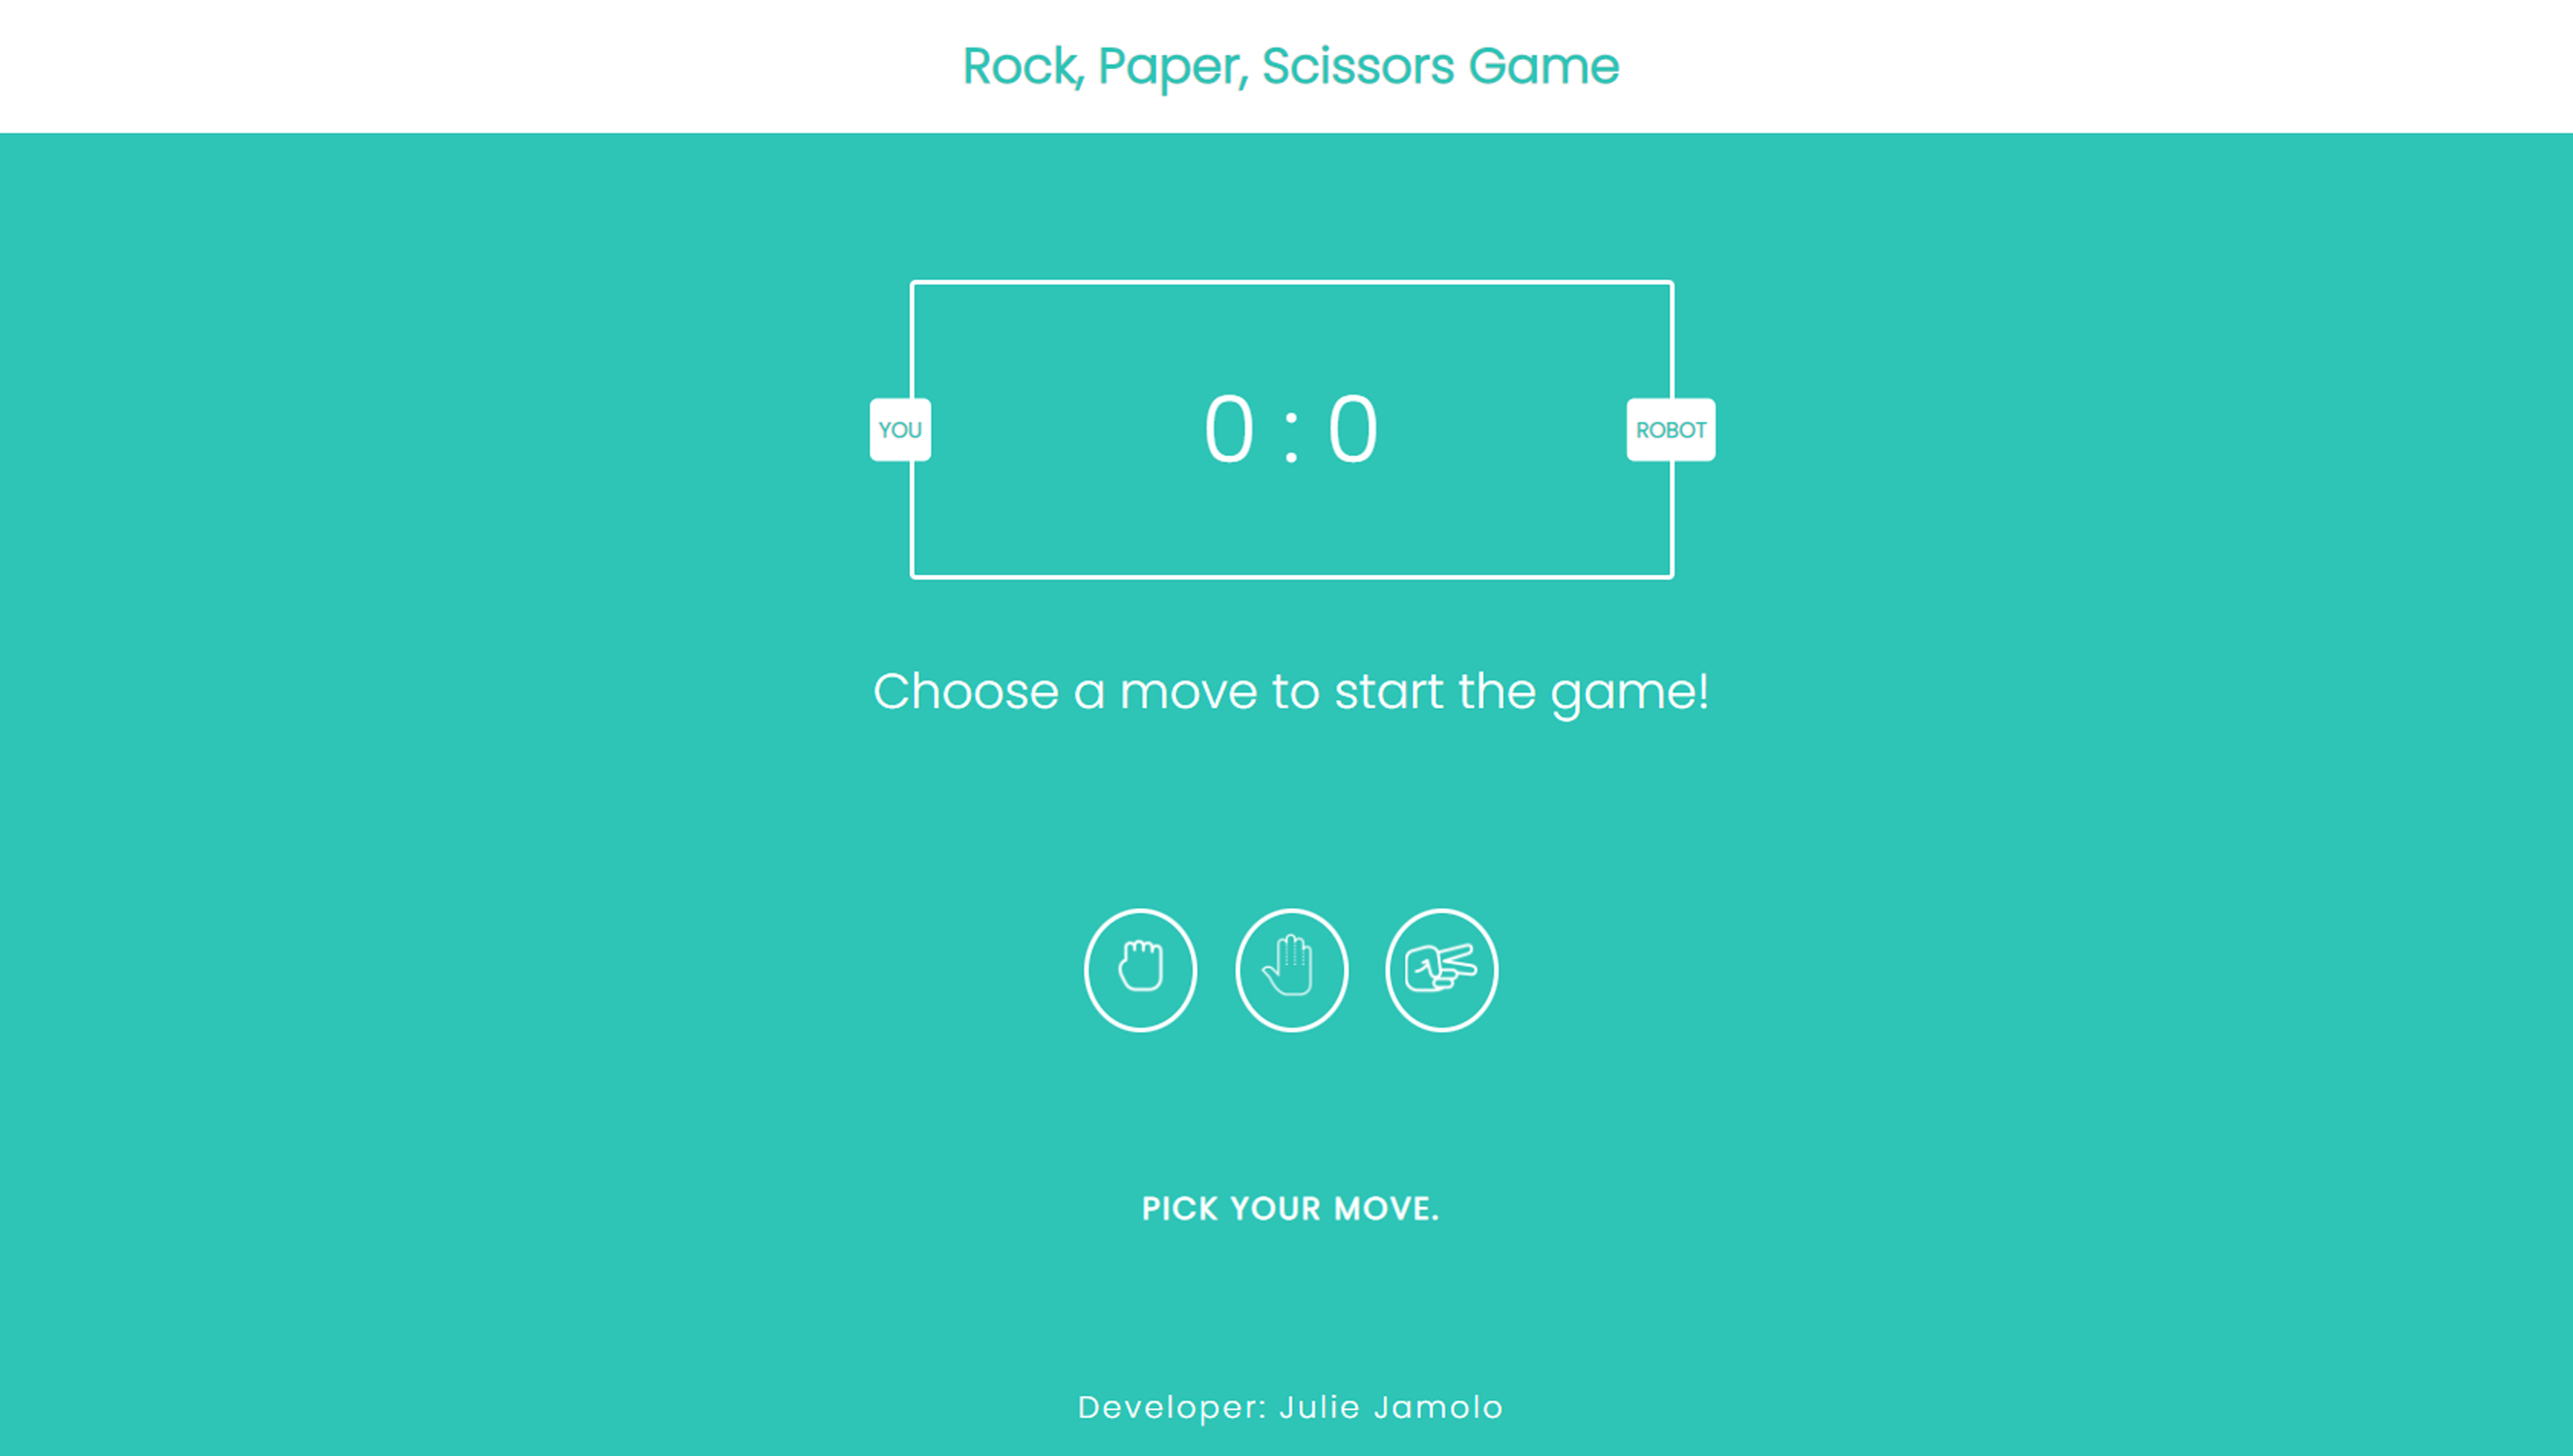 Rock, Paper, Scissors Game
YOU
0 : 0
ROBOT
Choose a move to start the game!
PICK YOUR MOVE.
Developer: Julie Jamolo